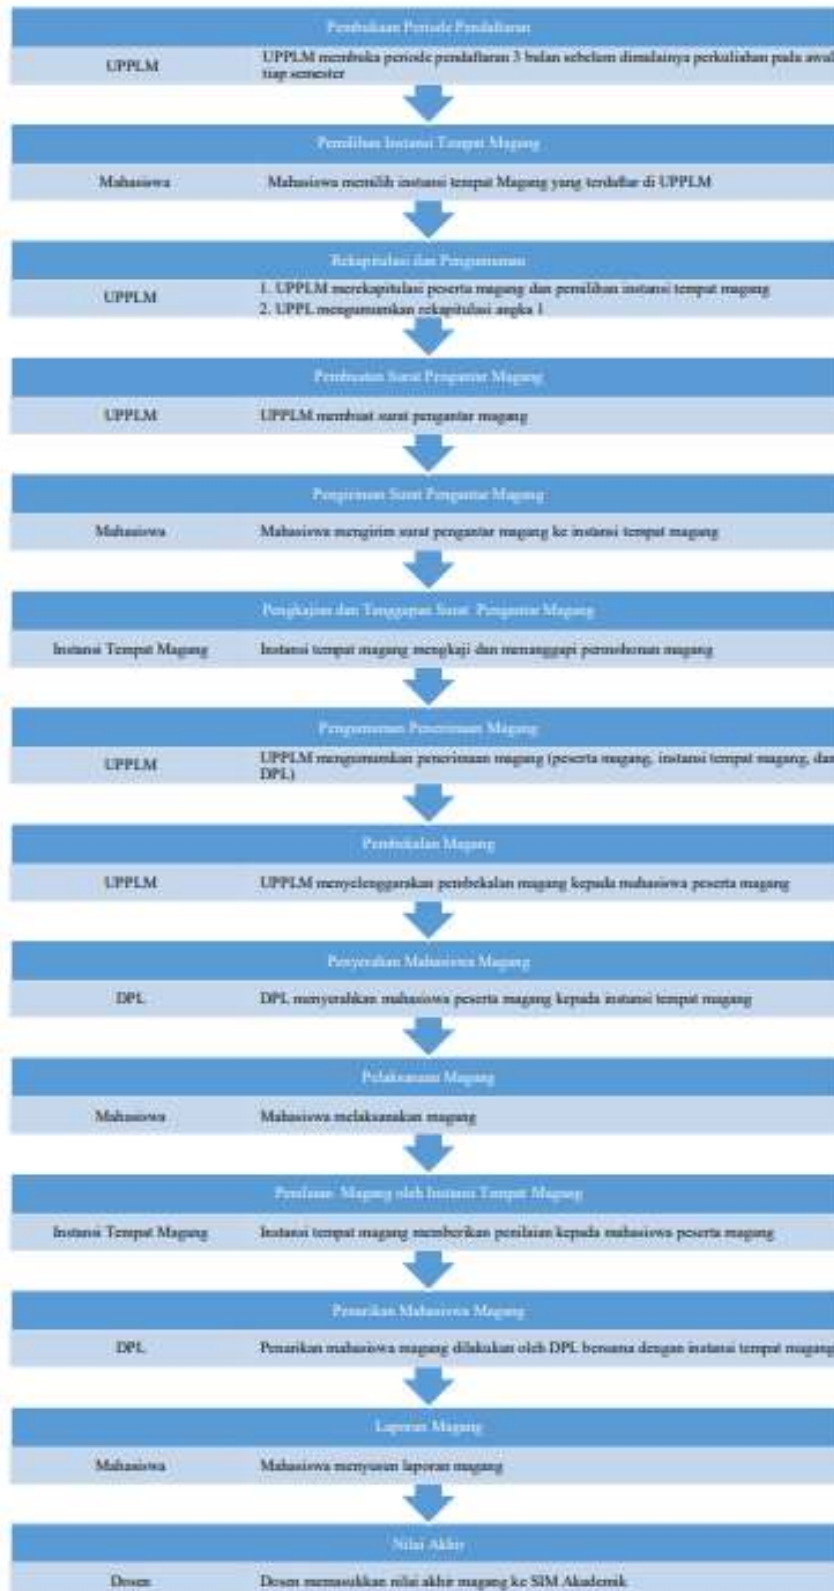 Pembukaan Periode Pendaftaran
UPPLM
UPPLM membuka periode pendaftaran 3 bulan sebelum dimulainya perkuliahan pada awal
tiap semester
Pemilihan Instansi Tempat Magang
Mahasiswa
Mahasiswa memilih instansi tempat Magang yang terdaftar di UPPLM
Rekapitulasi dan Pengumuman
UPPLM
1. UPPLM merekapitulasi peserta magang dan pemilihan instansi tempat magang
2. UPPL mengumumkan rekapitulasi angka 1
Pembuatan Surat Pengantar Magang
UPPLM
UPPLM membuat surat pengantar magang
Pengiriman Surat Pengantar Magang
Mahasiswa
Mahasiswa mengirim surat pengantar magang ke instansi tempat magang
Pengkajian dan Tanggapan Surat Pengantar Magang
Instansi Tempat Magang
Instansi tempat magang mengkaji dan menanggapi permohonan magang
Pengumuman Penerimaan Magang
UPPLM
UPPLM mengumumkan penerimaan magang (peserta magang, instansi tempat magang, dan
DPL)
Pembekalan Magang
UPPLM
UPPLM menyelenggarakan pembekalan magang kepada mahasiswa peserta magang
Penyerahan Mahasiswa Magang
DPL
DPL menyerahkan mahasiswa peserta magang kepada instansi tempat magang
Pelaksanaan Magang
Mahasiswa
Mahasiswa melaksanakan magang
Penilaian Magang oleh Instansi Tempat Magang
Instansi Tempat Magang
Instansi tempat magang memberikan penilaian kepada mahasiswa peserta magang
Penarikan Mahasiswa Magang
DPL
Penarikan mahasiswa magang dilakukan oleh DPL bersama dengan instansi tempat magang
Laporan Magang
Mahasiswa
Mahasiswa menyusun laporan magang
Nilai Akhir
Dosen
Dosen memasukkan nilai akhir magang ke SIM Akademik